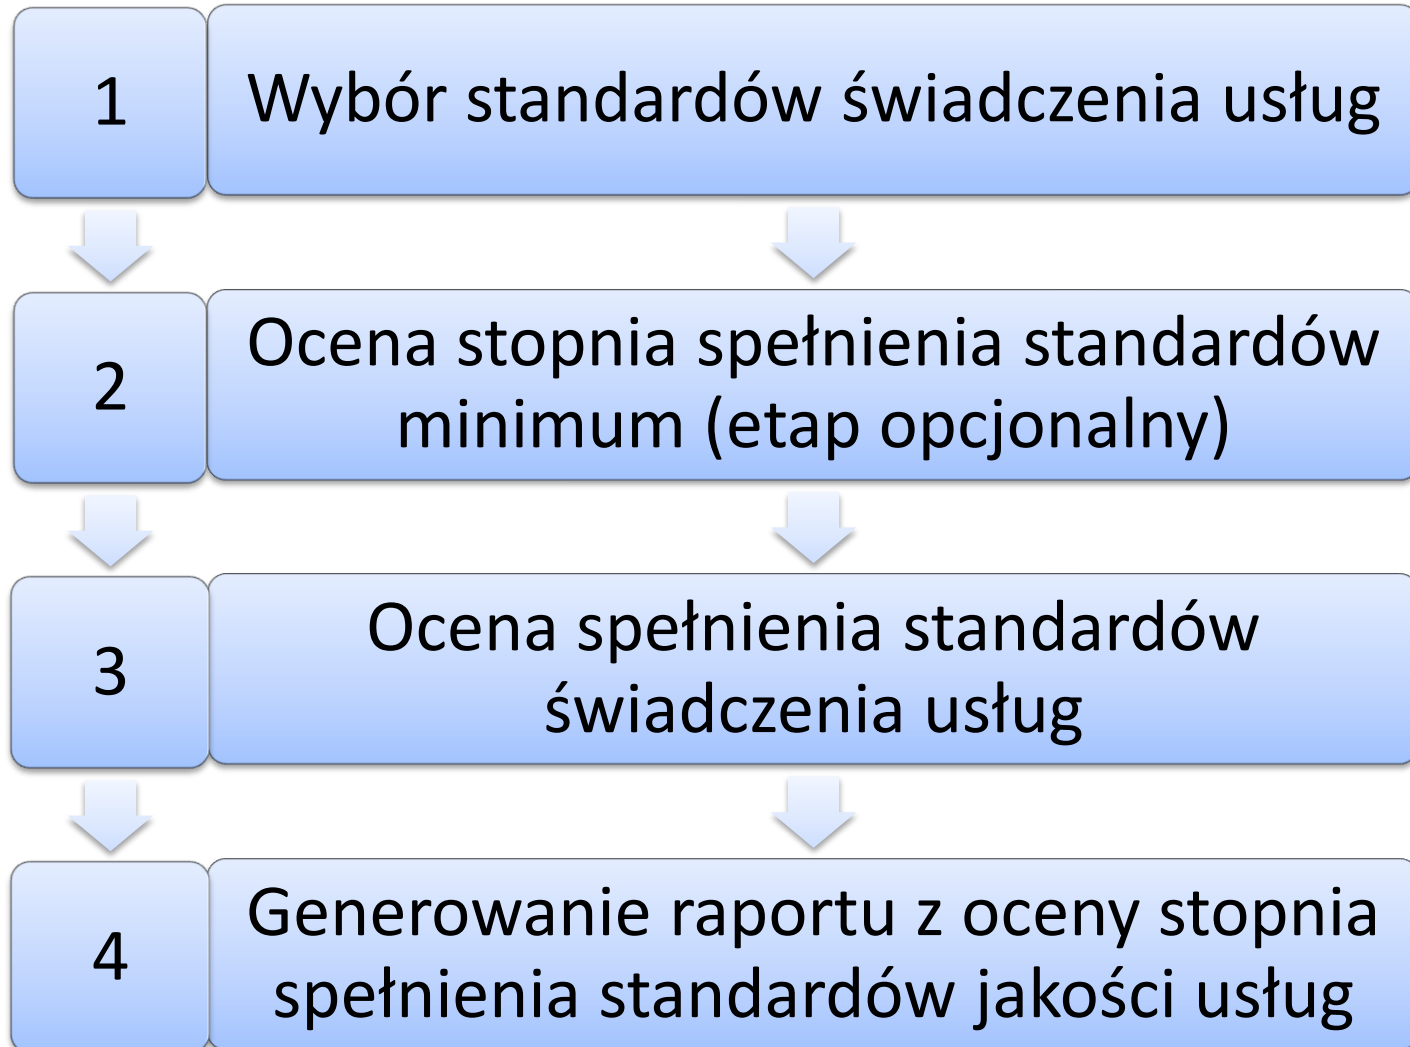 1
Wybór standardów świadczenia usług
2
Ocena stopnia spełnienia standardów
minimum (etap opcjonalny)
3
Ocena spełnienia standardów
świadczenia usług
4
Generowanie raportu z oceny stopnia
spełnienia standardów jakości usług